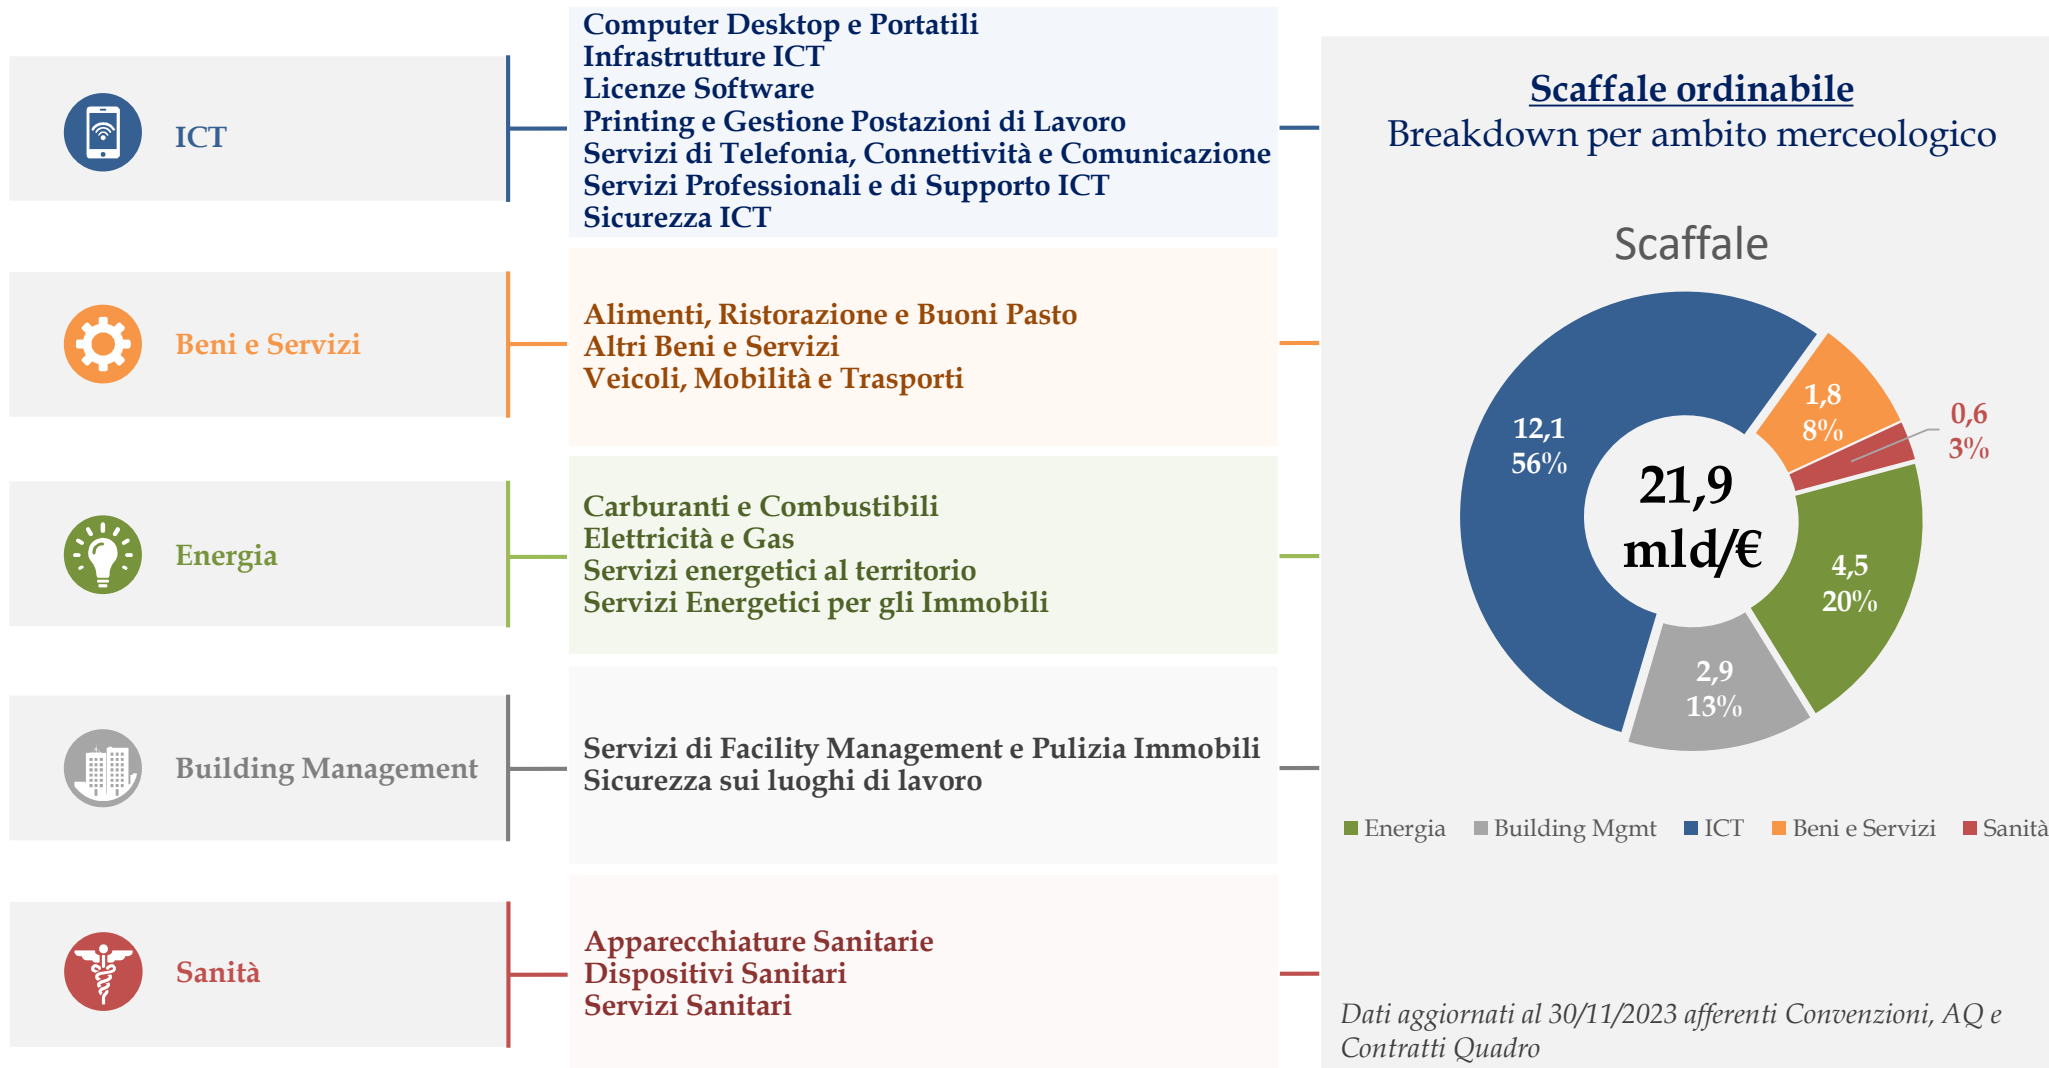 ICT
Computer Desktop e Portatili
Infrastrutture ICT
Licenze Software
Printing e Gestione Postazioni di Lavoro
Servizi di Telefonia, Connettività e Comunicazione
Servizi Professionali e di Supporto ICT
Sicurezza ICT
Beni e Servizi
Alimenti, Ristorazione e Buoni Pasto
Altri Beni e Servizi
Veicoli, Mobilità e Trasporti
Energia
Carburanti e Combustibili
Elettricità e Gas
Servizi energetici al territorio
Servizi Energetici per gli Immobili
Building Management
Servizi di Facility Management e Pulizia Immobili
Sicurezza sui luoghi di lavoro
Sanità
Apparecchiature Sanitarie
Dispositivi Sanitari
Servizi Sanitari
Scaffale ordinabile
Breakdown per ambito merceologico
Scaffale
12,1
56%
1,8
8%
0,6
3%
21,9
mld/€
4,5
20%
2,9
13%
Energia Building Mgmt ICT Beni e Servizi Sanità
Dati aggiornati al 30/11/2023 afferenti Convenzioni, AQ e
Contratti Quadro